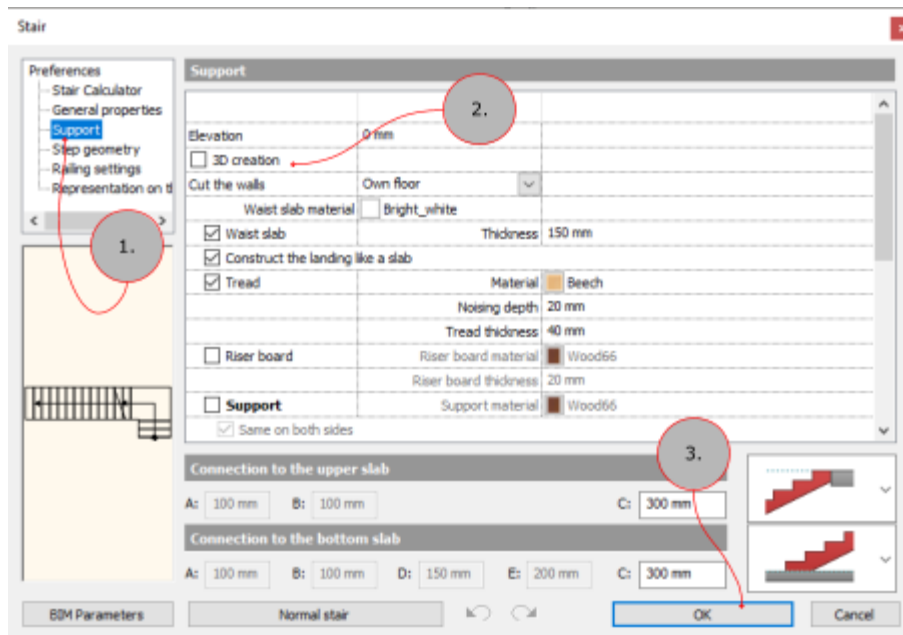 Stair
Preferences
Stair Calculator
General properties
Support
Step geometry
Railing settings
Representation on t
1.
Support
2.
Elevation 0 mm
3D creation
Cut the walls Own floor
Waist slab material Bright_white
Waist slab Thickness 150 mm
Construct the landing like a slab
Tread Material Beech
Noising depth 20 mm
Tread thickness 40 mm
Riser board Riser board material Wood66
Riser board thickness 20 mm
Support Support material Wood66
Same on both sides
3.
Connection to the upper slab
A: 100 mm B: 100 mm C: 300 mm
Connection to the bottom slab
A: 100 mm B: 100 mm D: 150 mm E: 200 mm C: 300 mm
BIM Parameters Normal stair OK Cancel